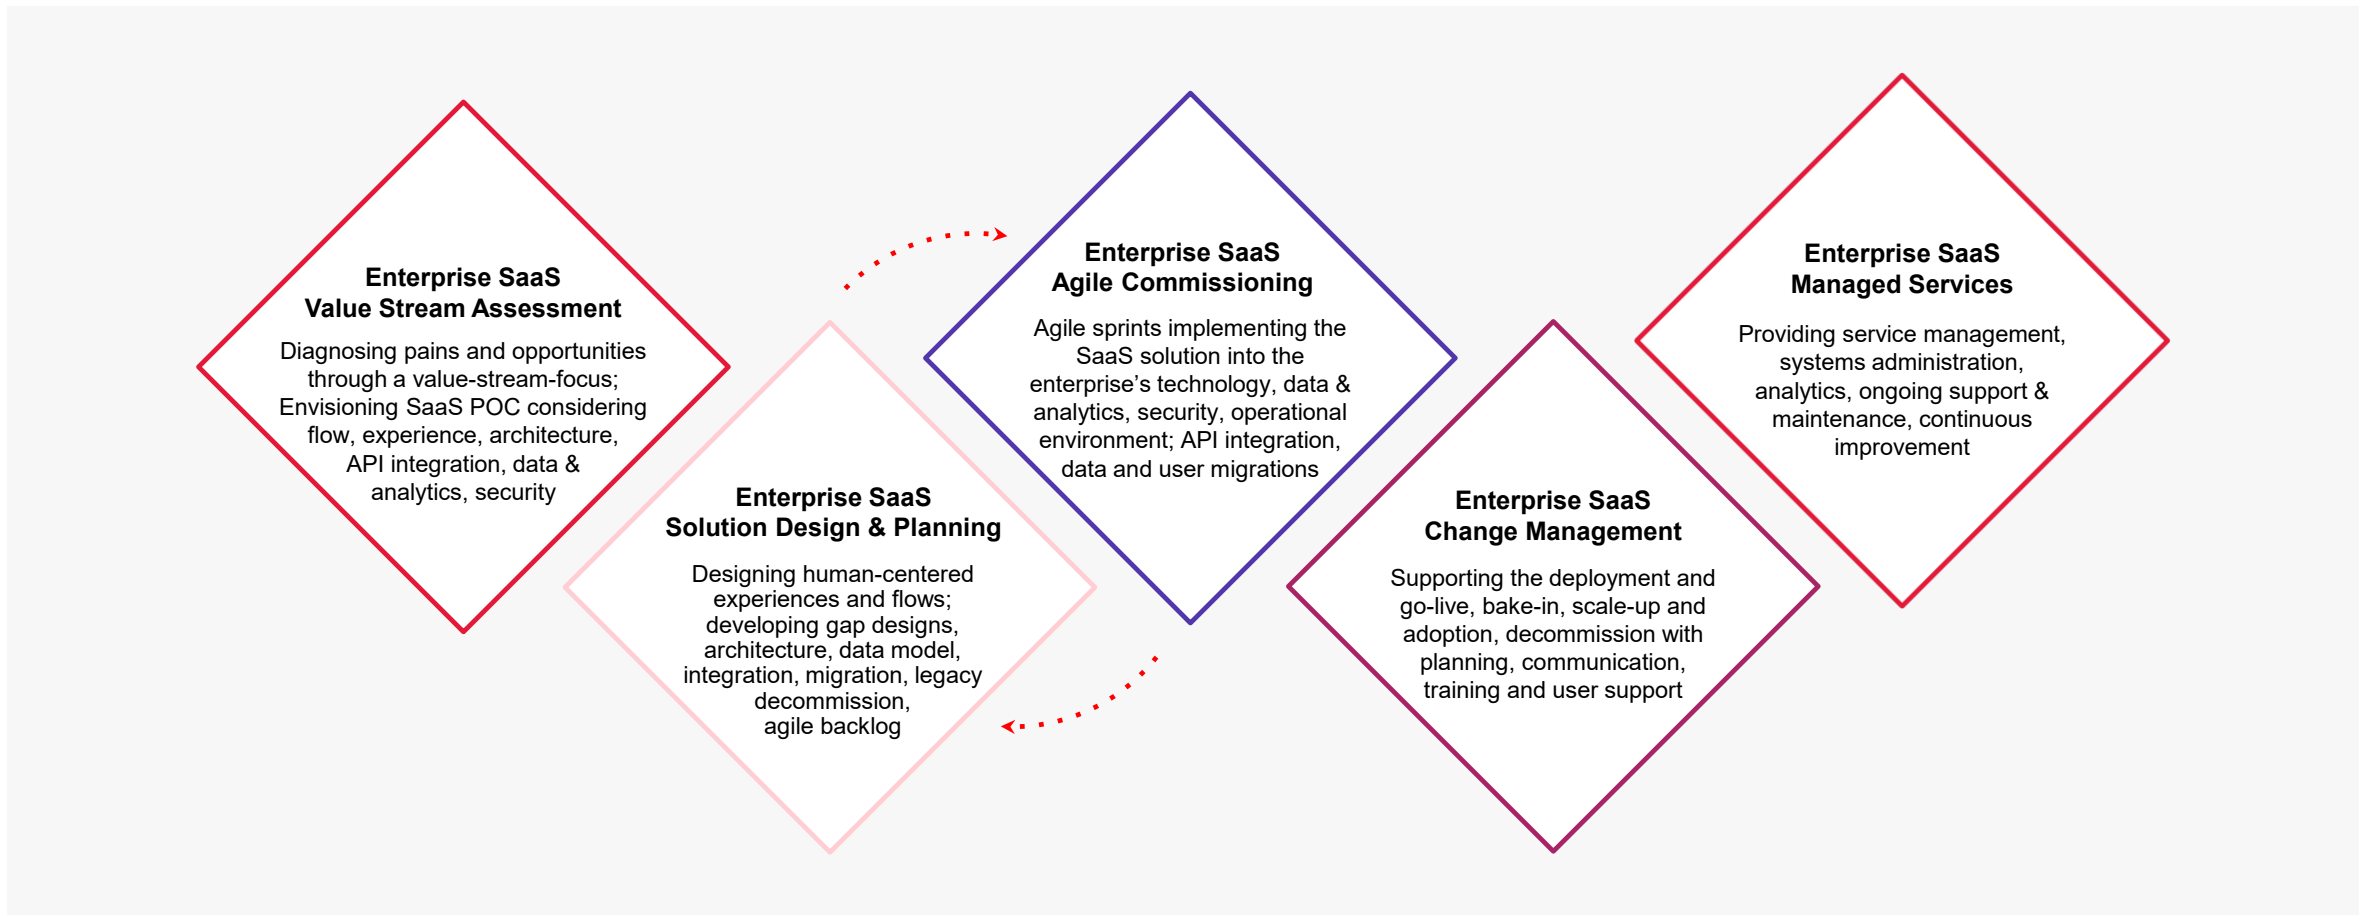 Enterprise SaaS
Value Stream Assessment
Diagnosing pains and opportunities
through a value-stream-focus;
Envisioning SaaS POC considering
flow, experience, architecture,
API integration, data &
analytics, security
Enterprise SaaS
Solution Design & Planning
Designing human-centered
experiences and flows;
developing gap designs,
architecture, data model,
integration, migration, legacy
decommission,
agile backlog
Enterprise SaaS
Agile Commissioning
Agile sprints implementing the
SaaS solution into the
enterprise’s technology, data &
analytics, security, operational
environment; API integration,
data and user migrations
Enterprise SaaS
Change Management
Supporting the deployment and
go-live, bake-in, scale-up and
adoption, decommission with
planning, communication,
training and user support
Enterprise SaaS
Managed Services
Providing service management,
systems administration,
analytics, ongoing support &
maintenance, continuous
improvement